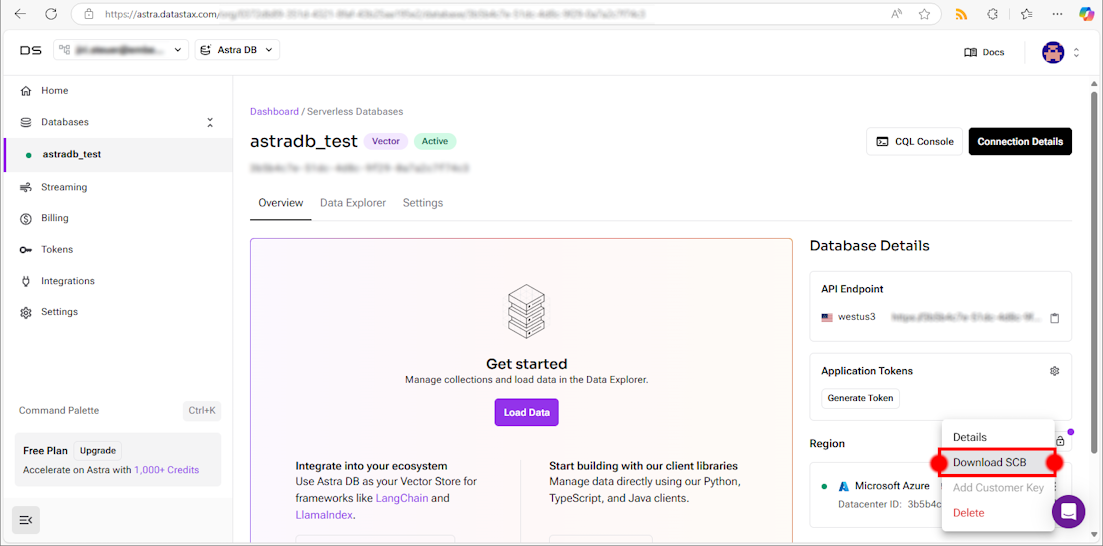 https://astra.datastax.com/
DS
Astra DB
Docs
Home
Databases
astradb_test
Streaming
Billing
Tokens
Integrations
Settings
Command Palette
Ctrl+K
Free Plan
Upgrade
Accelerate on Astra with 1,000+ Credits
Dashboard / Serverless Databases
astradb_test
Vector
Active
CQL Console
Connection Details
Overview
Data Explorer
Settings
Get started
Manage collections and load data in the Data Explorer.
Load Data
Integrate into your ecosystem
Use Astra DB as your Vector Store for
frameworks like LangChain and
LlamaIndex.
Start building with our client libraries
Manage data directly using our Python,
TypeScript, and Java clients.
Database Details
API Endpoint
westus3
Application Tokens
Generate Token
Region
Microsoft Azure
Datacenter ID: 3b5b4c
Details
Download SCB
Add Customer Key
Delete